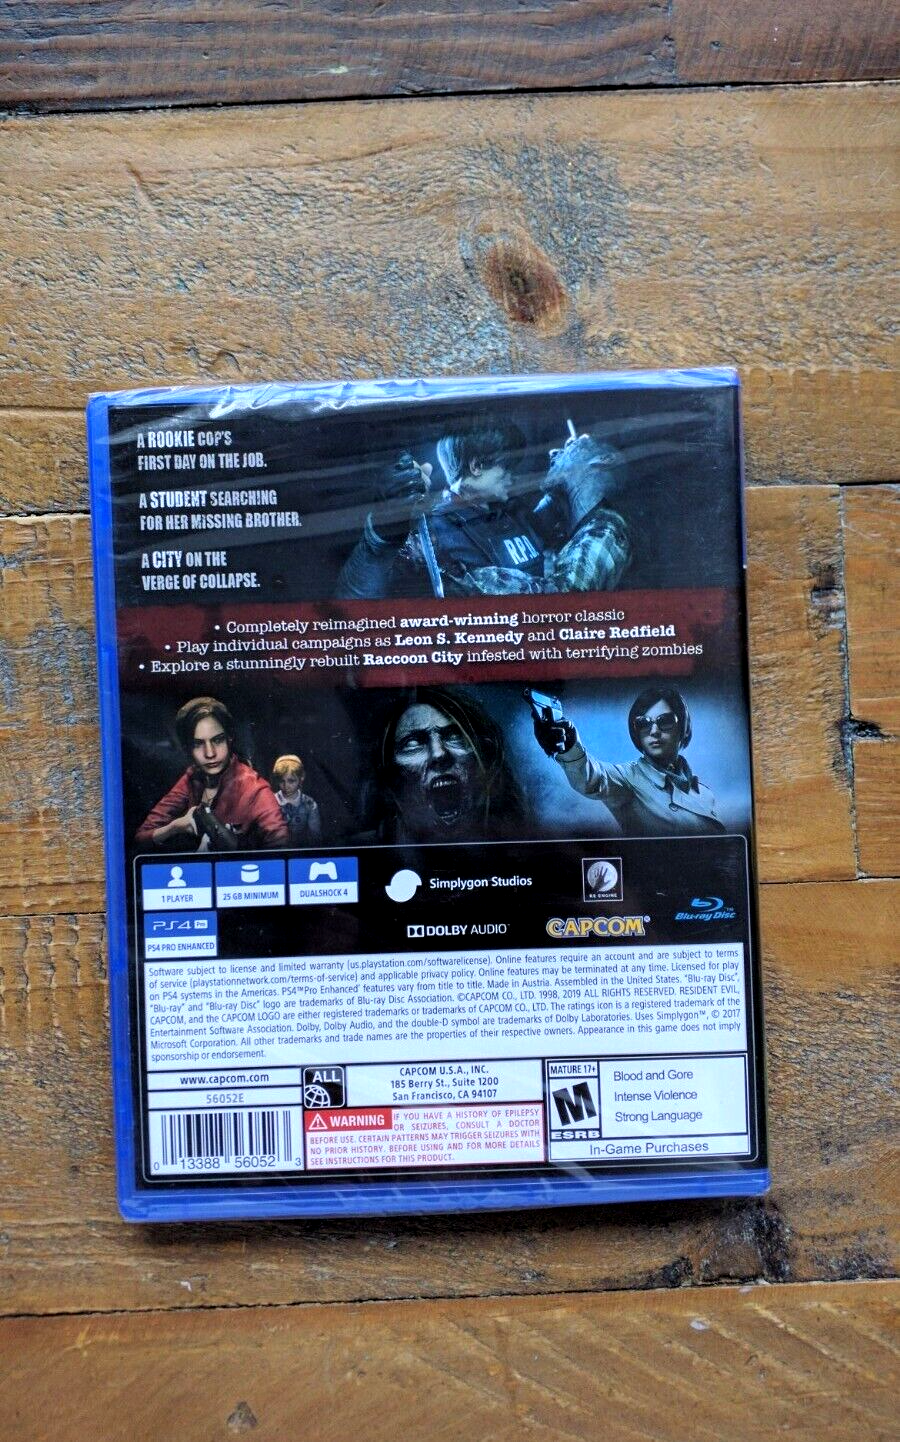 A ROOKIE COP'S
FIRST DAY ON THE JOB.
A STUDENT SEARCHING
FOR HER MISSING BROTHER.
A CITY ON THE
VERGE OF COLLAPSE.
R.P.D
• Completely reimagined award-winning horror classic
• Play individual campaigns as Leon S. Kennedy and Claire Redfield
• Explore a stunningly rebuilt Raccoon City infested with terrifying zombies
1 PLAYER
25 GB MINIMUM
DUALSHOCK 4
Simplygon Studios
RE ENGINE
PS4 Pro
PS4 PRO ENHANCED
DOLBY AUDIO™
CAPCOM®
Blu-ray Disc™
Software subject to license and limited warranty (us.playstation.com/softwarelicense). Online features require an account and are subject to terms
of service (playstationnetwork.com/terms-of-service) and applicable privacy policy. Online features may be terminated at any time. Licensed for play
on PS4 systems in the Americas. PS4™Pro Enhanced' features vary from title to title. Made in Austria. Assembled in the United States. "Blu-ray Disc",
"Blu-ray" and "Blu-ray Disc" logo are trademarks of Blu-ray Disc Association. ©CAPCOM CO., LTD. 1998, 2019 ALL RIGHTS RESERVED. RESIDENT EVIL,
CAPCOM, and the CAPCOM LOGO are either registered trademarks or trademarks of CAPCOM CO., LTD. The ratings icon is a registered trademark of the
Entertainment Software Association. Dolby, Dolby Audio, and the double-D symbol are trademarks of Dolby Laboratories. Uses Simplygon™, © 2017
Microsoft Corporation. All other trademarks and trade names are the properties of their respective owners. Appearance in this game does not imply
sponsorship or endorsement.
www.capcom.com
56052E
ALL
CAPCOM U.S.A., INC.
185 Berry St., Suite 1200
San Francisco, CA 94107
WARNING IF YOU HAVE A HISTORY OF EPILEPSY
OR SEIZURES, CONSULT A DOCTOR
BEFORE USE. CERTAIN PATTERNS MAY TRIGGER SEIZURES WITH
NO PRIOR HISTORY. BEFORE USING AND FOR MORE DETAILS
SEE INSTRUCTIONS FOR THIS PRODUCT.
0 13388 56052 3
MATURE 17+
M
ESRB
Blood and Gore
Intense Violence
Strong Language
In-Game Purchases